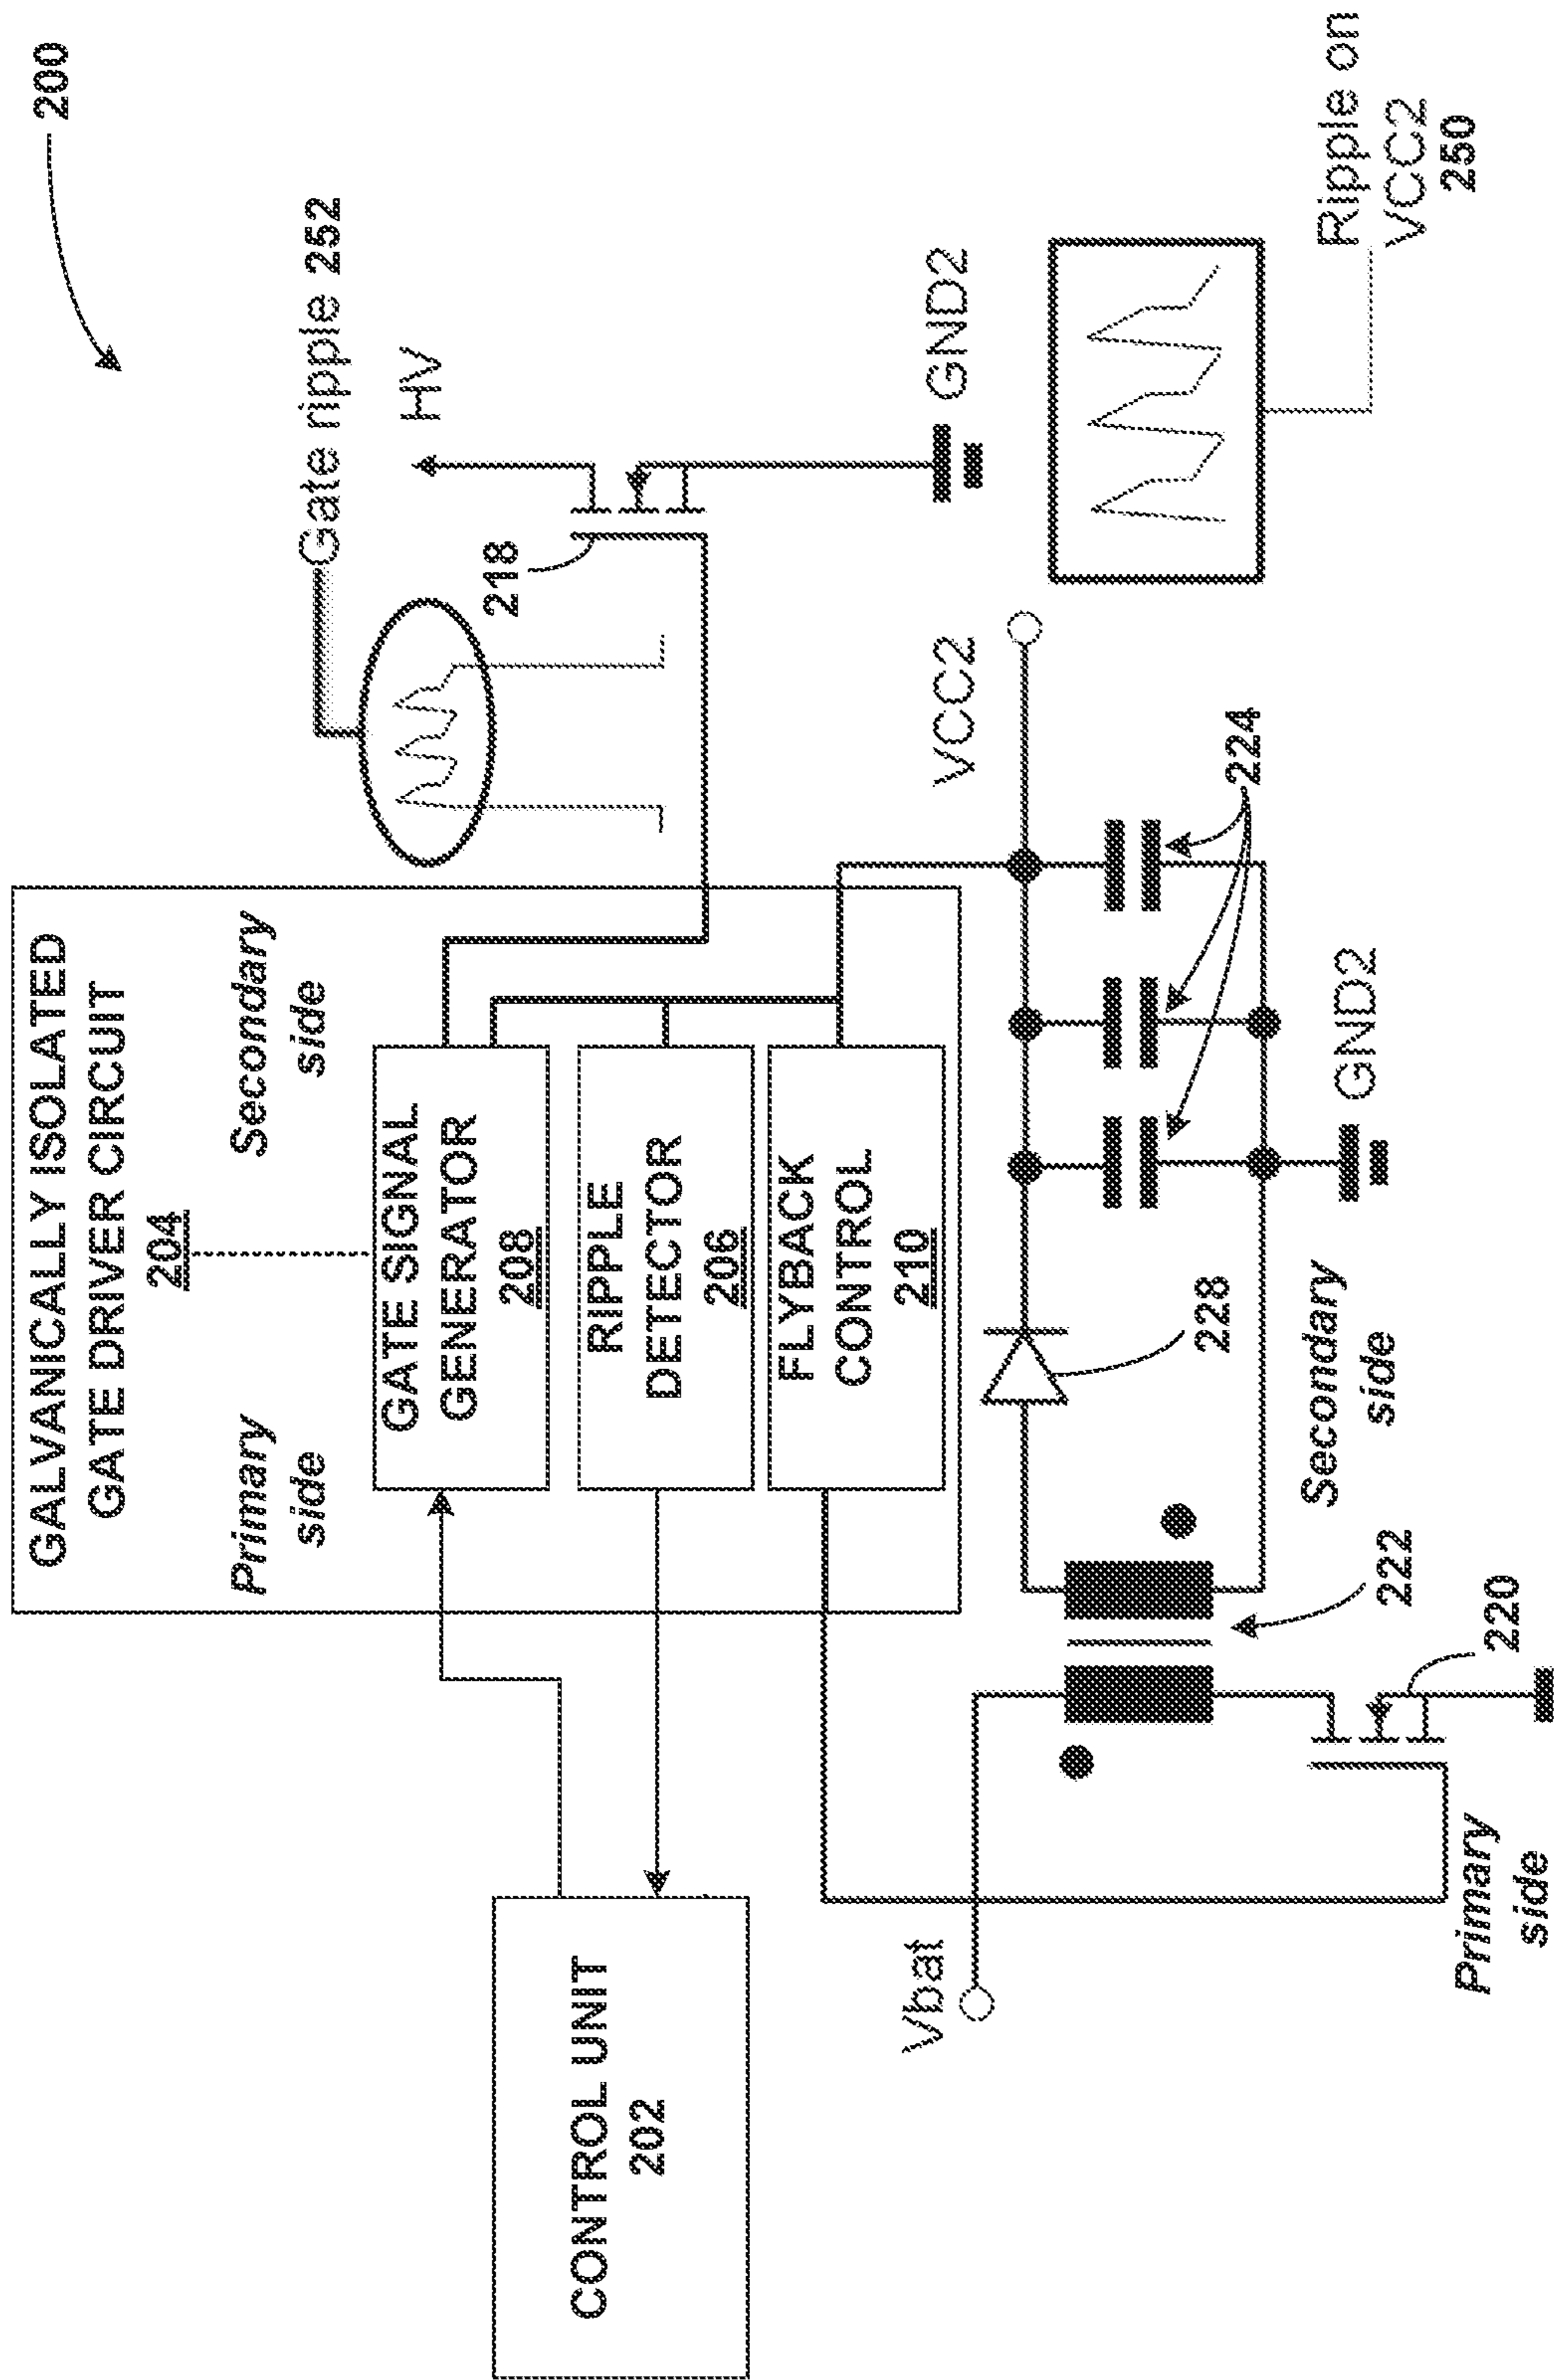 200
GALVANICALLY ISOLATED
GATE DRIVER CIRCUIT
204
Primary
side
Secondary
side
Gate ripple 252
HV
GATE SIGNAL
GENERATOR
208
218
CONTROL UNIT
202
RIPPLE
DETECTOR
206
FLYBACK
CONTROL
210
GND2
Vbat
VCC2
228
224
Ripple on
VCC2
250
Secondary
side
GND2
222
220
Primary
side